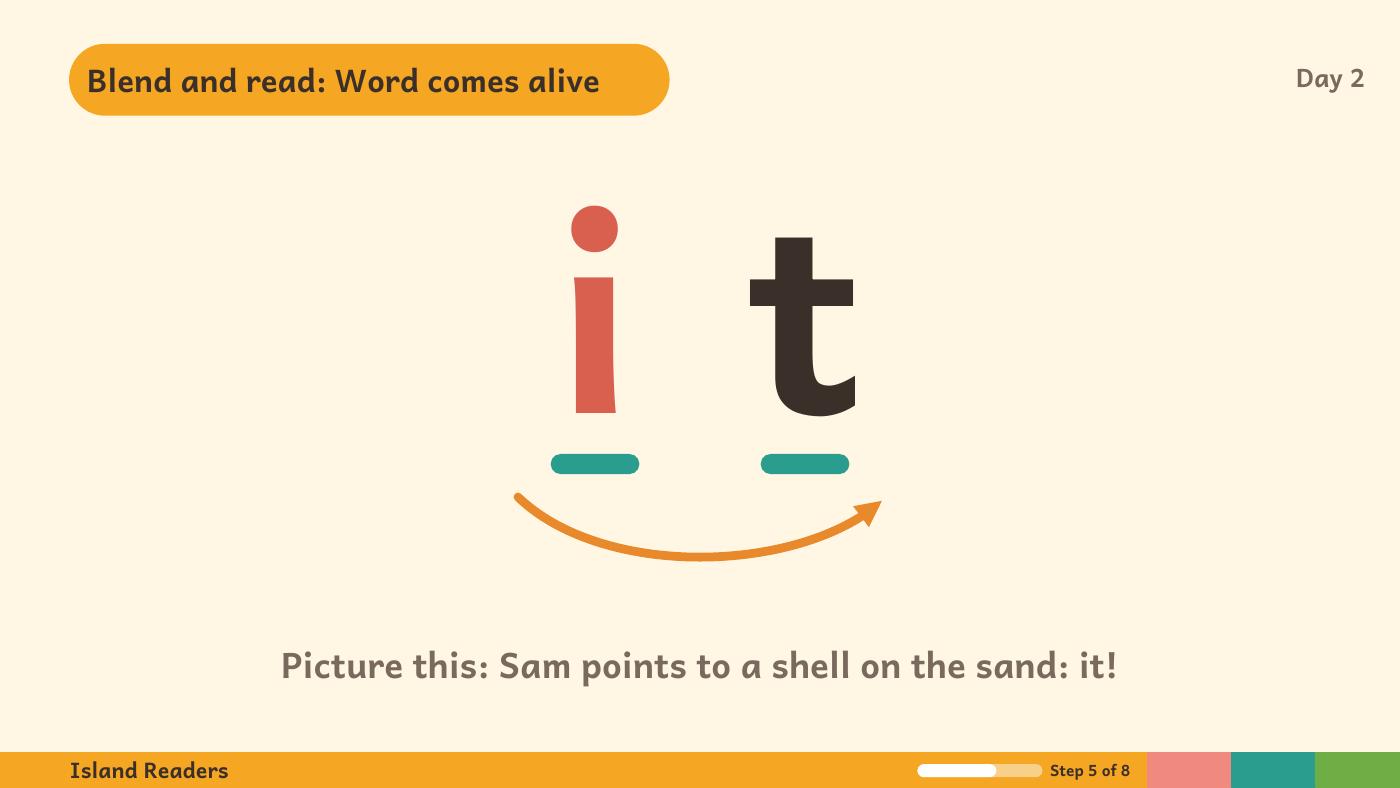 Blend and read: Word comes alive
Day 2
i t
Picture this: Sam points to a shell on the sand: it!
Island Readers
Step 5 of 8